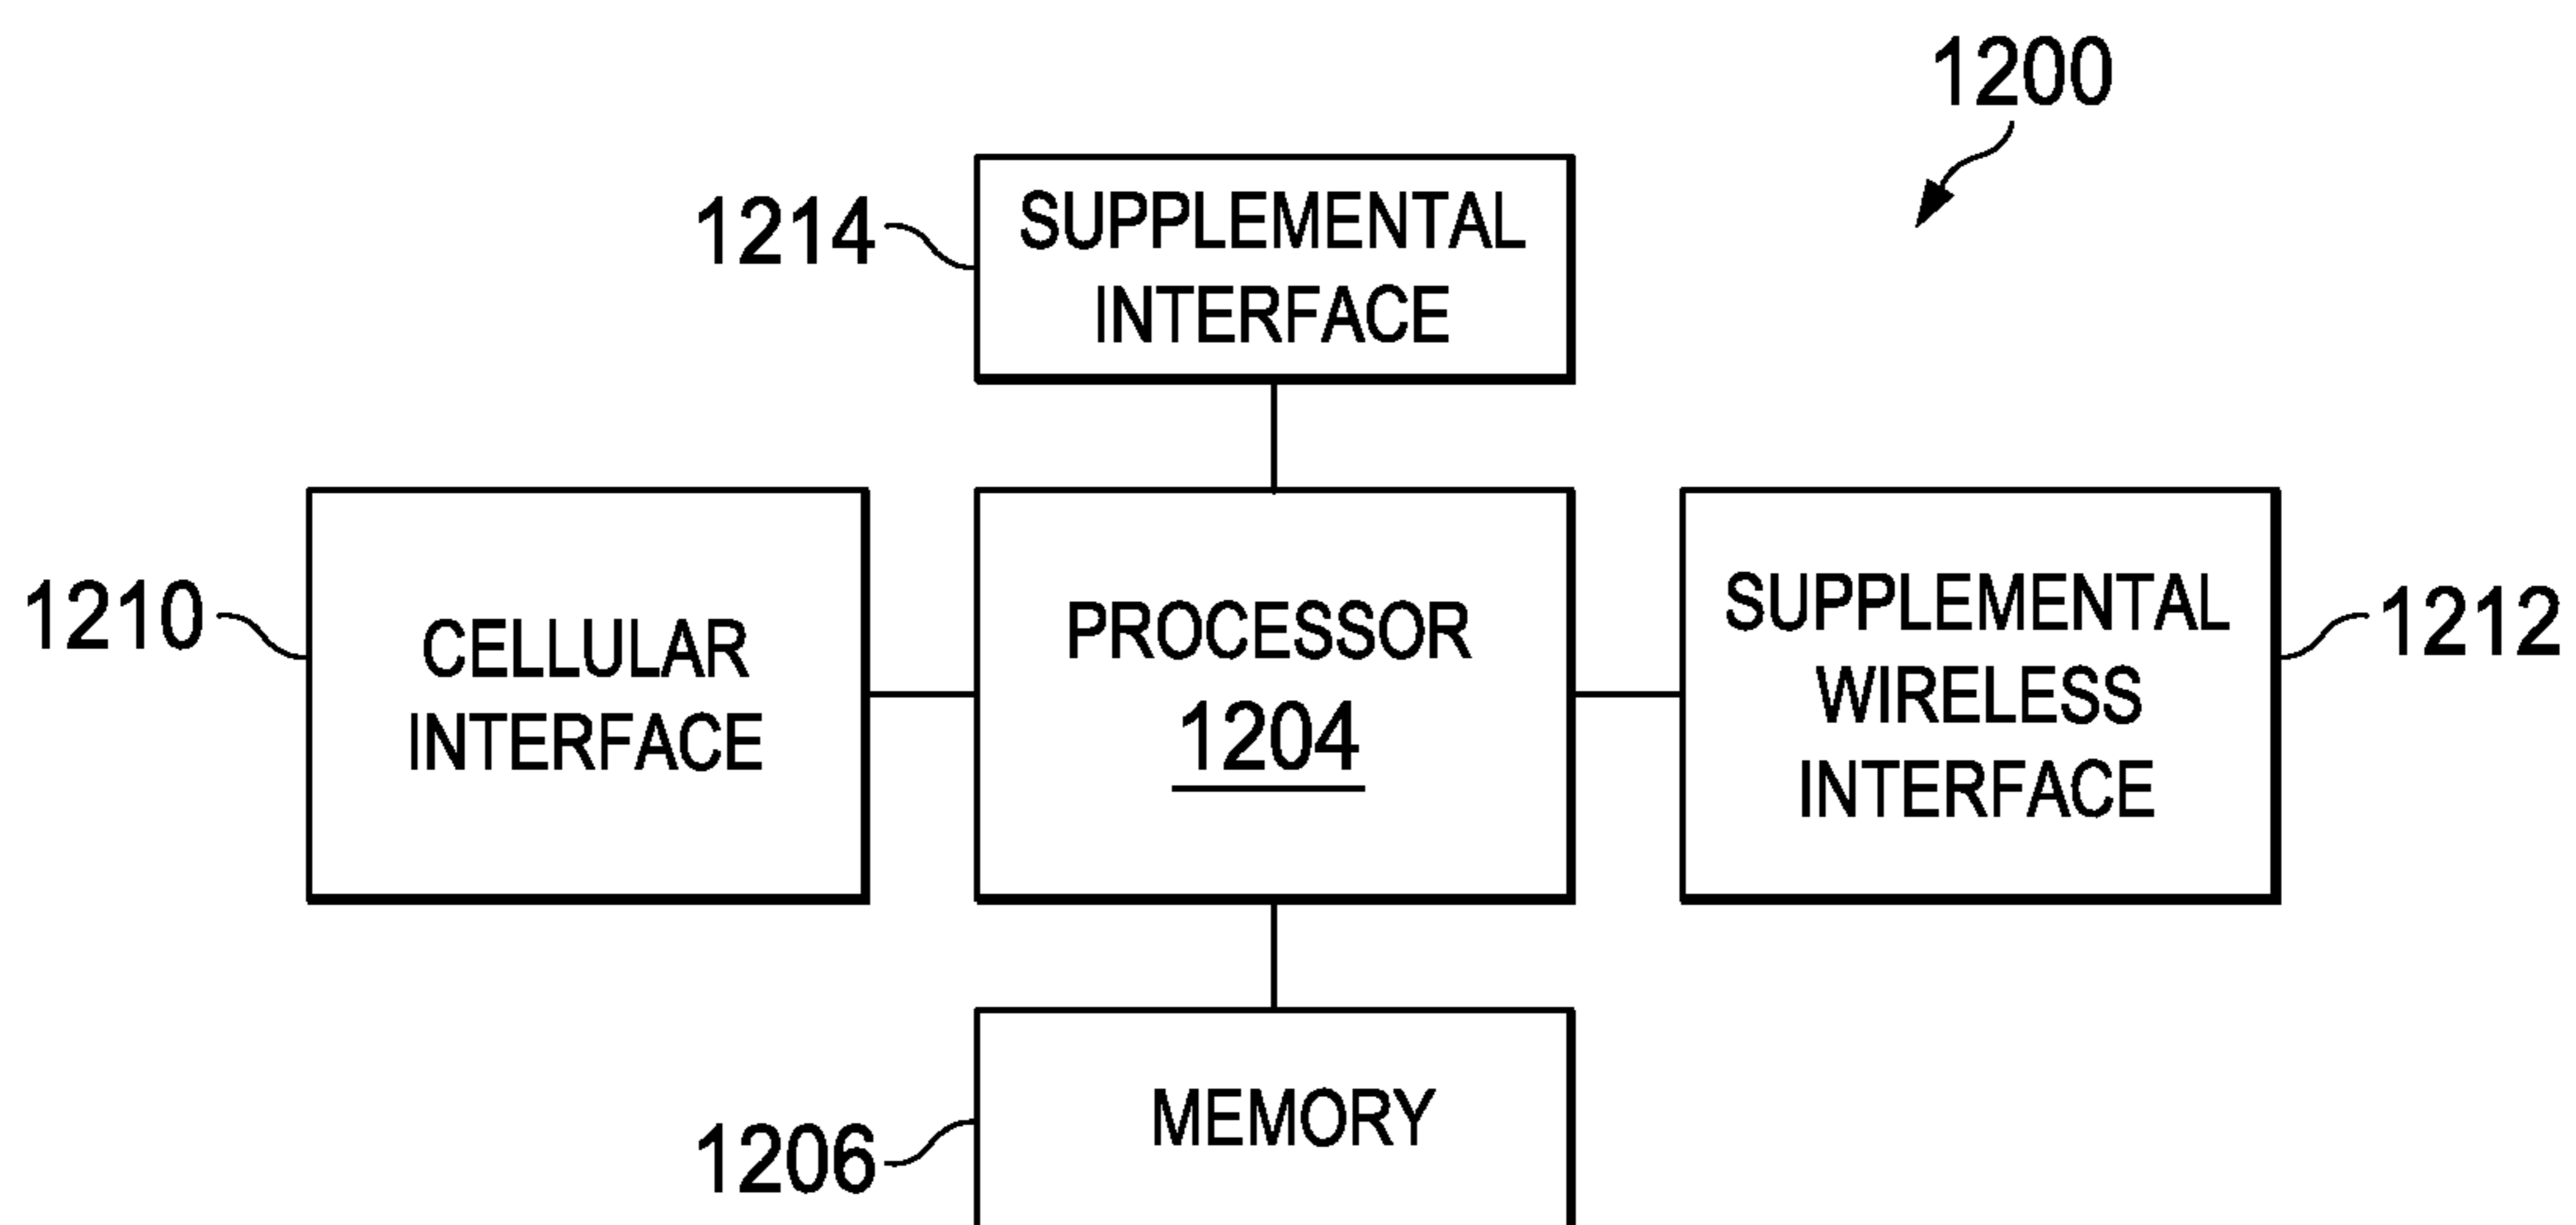 1200
1214
SUPPLEMENTAL
INTERFACE
1210
CELLULAR
INTERFACE
PROCESSOR
1204
SUPPLEMENTAL
WIRELESS
INTERFACE
1212
MEMORY
1206